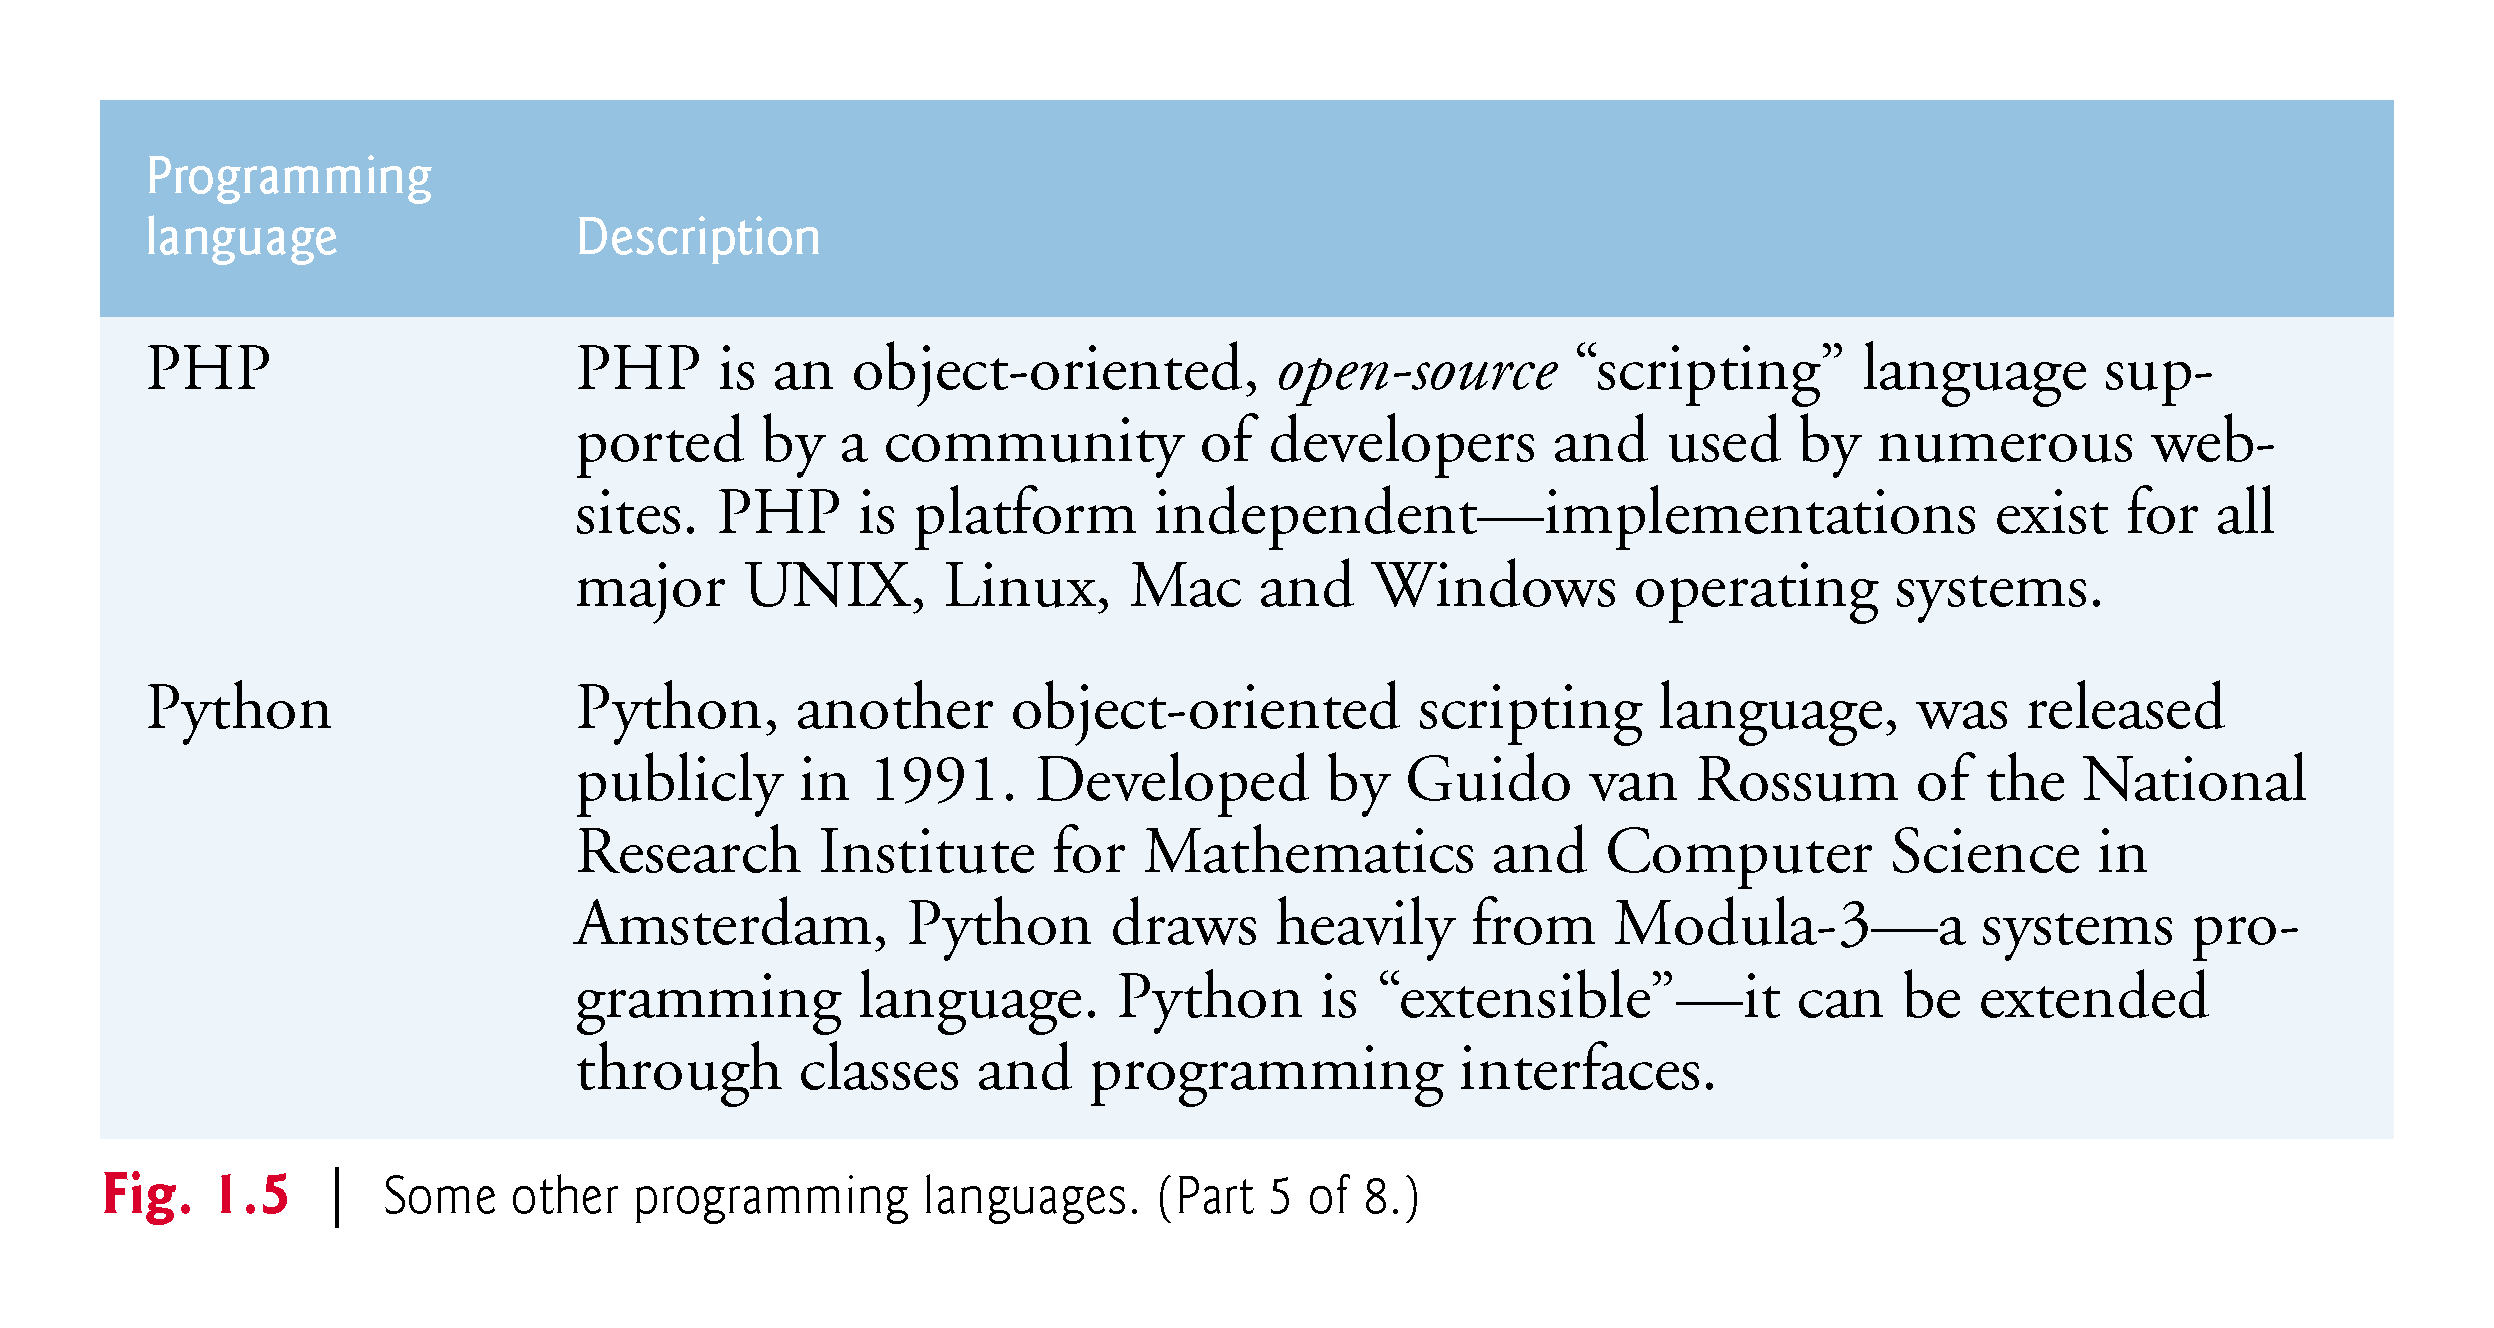 Programming
language
Description
PHP
PHP is an object-oriented, open-source “scripting” language sup-
ported by a community of developers and used by numerous web-
sites. PHP is platform independent—implementations exist for all
major UNIX, Linux, Mac and Windows operating systems.
Python
Python, another object-oriented scripting language, was released
publicly in 1991. Developed by Guido van Rossum of the National
Research Institute for Mathematics and Computer Science in
Amsterdam, Python draws heavily from Modula-3—a systems pro-
gramming language. Python is “extensible”—it can be extended
through classes and programming interfaces.
Fig. 1.5 | Some other programming languages. (Part 5 of 8.)